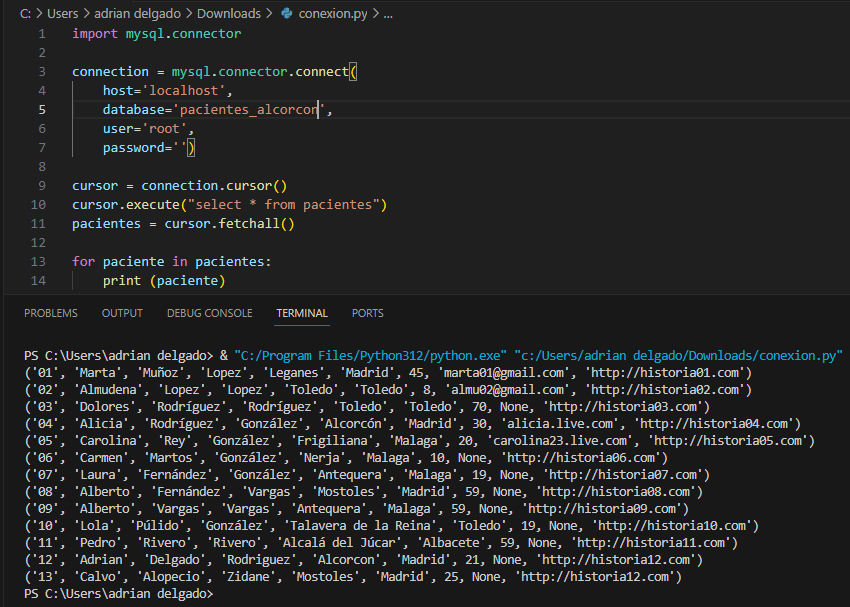 C: > Users > adrian delgado > Downloads > conexion.py > ...
1 import mysql.connector
2
3 connection = mysql.connector.connect(
4 host='localhost',
5 database='pacientes_alcorcon',
6 user='root',
7 password='')
8
9 cursor = connection.cursor()
10 cursor.execute("select * from pacientes")
11 pacientes = cursor.fetchall()
12
13 for paciente in pacientes:
14 print (paciente)
PROBLEMS OUTPUT DEBUG CONSOLE TERMINAL PORTS
PS C:\Users\adrian delgado> & "C:/Program Files/Python312/python.exe" "c:/Users/adrian delgado/Downloads/conexion.py"
('01', 'Marta', 'Muñoz', 'Lopez', 'Leganes', 'Madrid', 45, 'marta01@gmail.com', 'http://historia01.com')
('02', 'Almudena', 'Lopez', 'Lopez', 'Toledo', 'Toledo', 8, 'almu02@gmail.com', 'http://historia02.com')
('03', 'Dolores', 'Rodríguez', 'Rodríguez', 'Toledo', 'Toledo', 70, None, 'http://historia03.com')
('04', 'Alicia', 'Rodríguez', 'González', 'Alcorcón', 'Madrid', 30, 'alicia.live.com', 'http://historia04.com')
('05', 'Carolina', 'Rey', 'González', 'Frigiliana', 'Malaga', 20, 'carolina23.live.com', 'http://historia05.com')
('06', 'Carmen', 'Martos', 'González', 'Nerja', 'Malaga', 10, None, 'http://historia06.com')
('07', 'Laura', 'Fernández', 'González', 'Antequera', 'Malaga', 19, None, 'http://historia07.com')
('08', 'Alberto', 'Fernández', 'Vargas', 'Mostoles', 'Madrid', 59, None, 'http://historia08.com')
('09', 'Alberto', 'Vargas', 'Vargas', 'Antequera', 'Malaga', 59, None, 'http://historia09.com')
('10', 'Lola', 'Púlido', 'González', 'Talavera de la Reina', 'Toledo', 19, None, 'http://historia10.com')
('11', 'Pedro', 'Rivero', 'Rivero', 'Alcalá del Júcar', 'Albacete', 59, None, 'http://historia11.com')
('12', 'Adrian', 'Delgado', 'Rodriguez', 'Alcorcon', 'Madrid', 21, None, 'http://historia12.com')
('13', 'Calvo', 'Alopecio', 'Zidane', 'Mostoles', 'Madrid', 25, None, 'http://historia12.com')
PS C:\Users\adrian delgado>